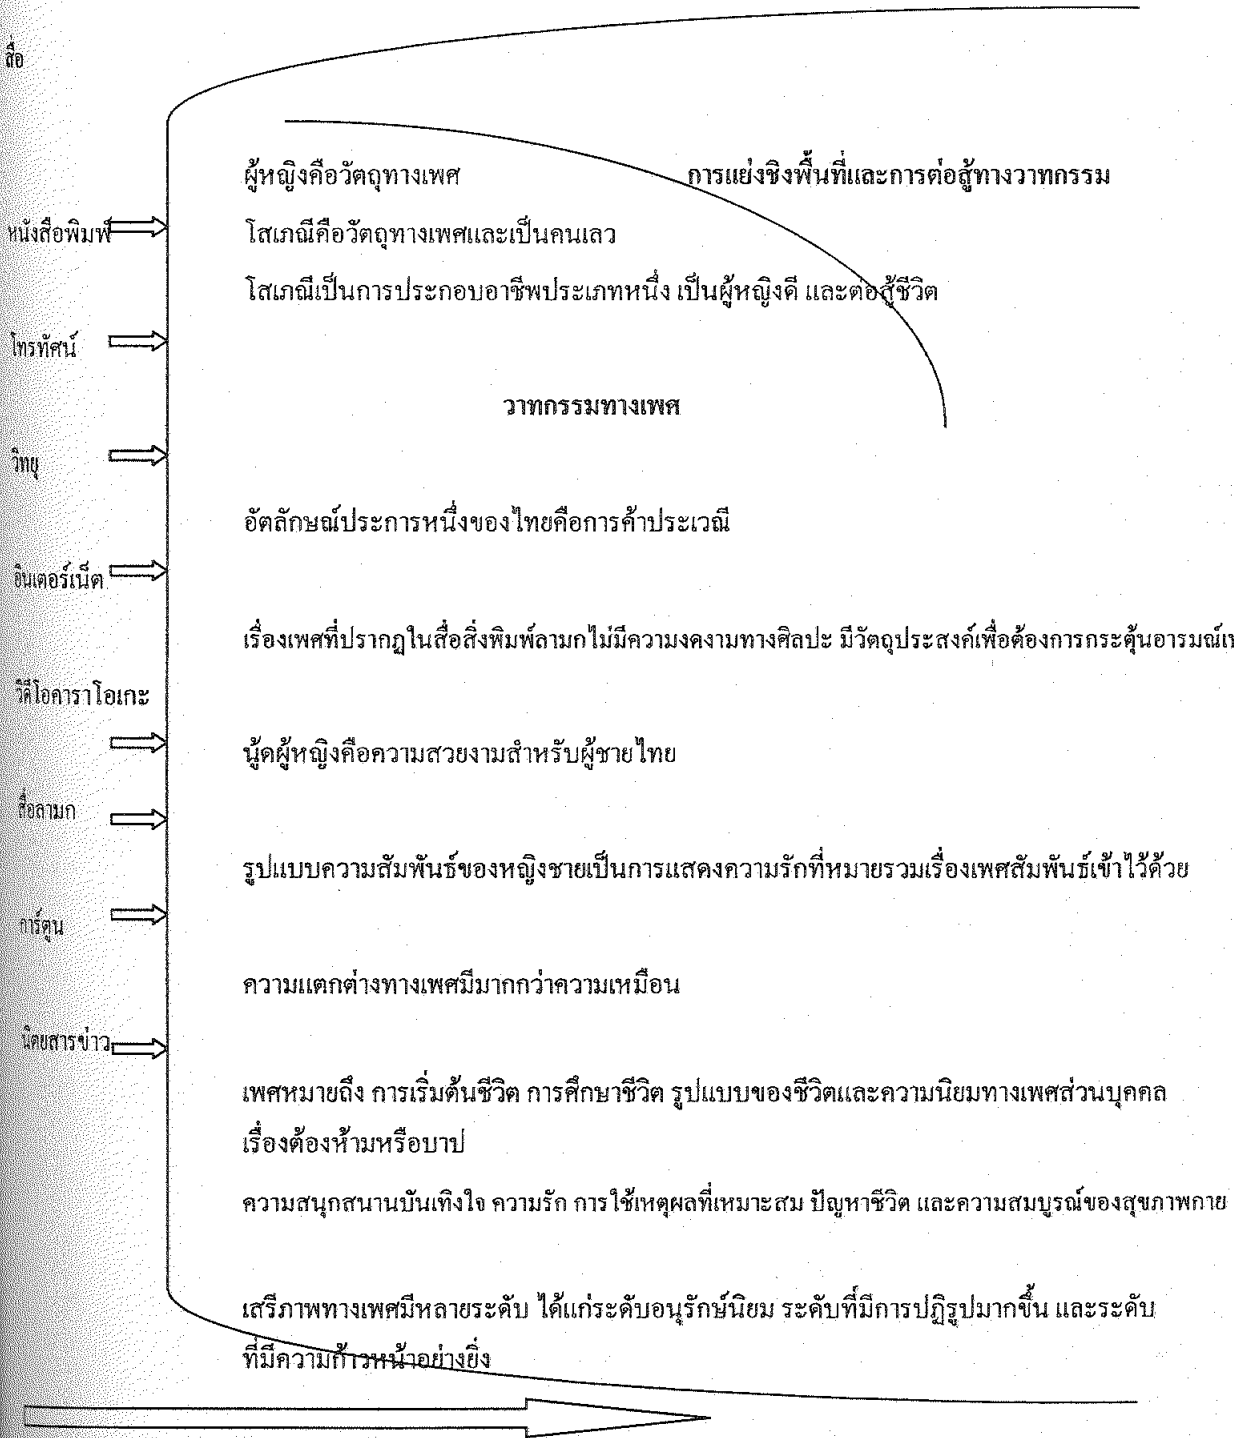 สื่อ
ผู้หญิงคือวัตถุทางเพศ การแย่งชิงพื้นที่และการต่อสู้ทางวาทกรรม
หนังสือพิมพ์ โสเภณีคือวัตถุทางเพศและเป็นคนเลว
โสเภณีเป็นการประกอบอาชีพประเภทหนึ่ง เป็นผู้หญิงดี และต่อสู้ชีวิต
โทรทัศน์
วาทกรรมทางเพศ
วิทยุ
อัตลักษณ์ประการหนึ่งของไทยคือการค้าประเวณี
อินเตอร์เน็ต
เรื่องเพศที่ปรากฏในสื่อสิ่งพิมพ์ลามกไม่มีความงดงามทางศิลปะ มีวัตถุประสงค์เพื่อต้องการกระตุ้นอารมณ์
วิดีโอคาราโอเกะ
นู้ดผู้หญิงคือความสวยงามสำหรับผู้ชายไทย
สื่อลามก
รูปแบบความสัมพันธ์ของหญิงชายเป็นการแสดงความรักที่หมายรวมเรื่องเพศสัมพันธ์เข้าไว้ด้วย
การ์ตูน
ความแตกต่างทางเพศมีมากกว่าความเหมือน
นิตยสารข่าว
เพศหมายถึง การเริ่มต้นชีวิต การศึกษาชีวิต รูปแบบของชีวิตและความนิยมทางเพศส่วนบุคคล
เรื่องต้องห้ามหรือบาป
ความสนุกสนานบันเทิงใจ ความรัก การใช้เหตุผลที่เหมาะสม ปัญหาชีวิต และความสมบูรณ์ของสุขภาพกาย
เสรีภาพทางเพศมีหลายระดับ ได้แก่ระดับอนุรักษ์นิยม ระดับที่มีการปฏิรูปมากขึ้น และระดับ
ที่มีความก้าวหน้าอย่างยิ่ง